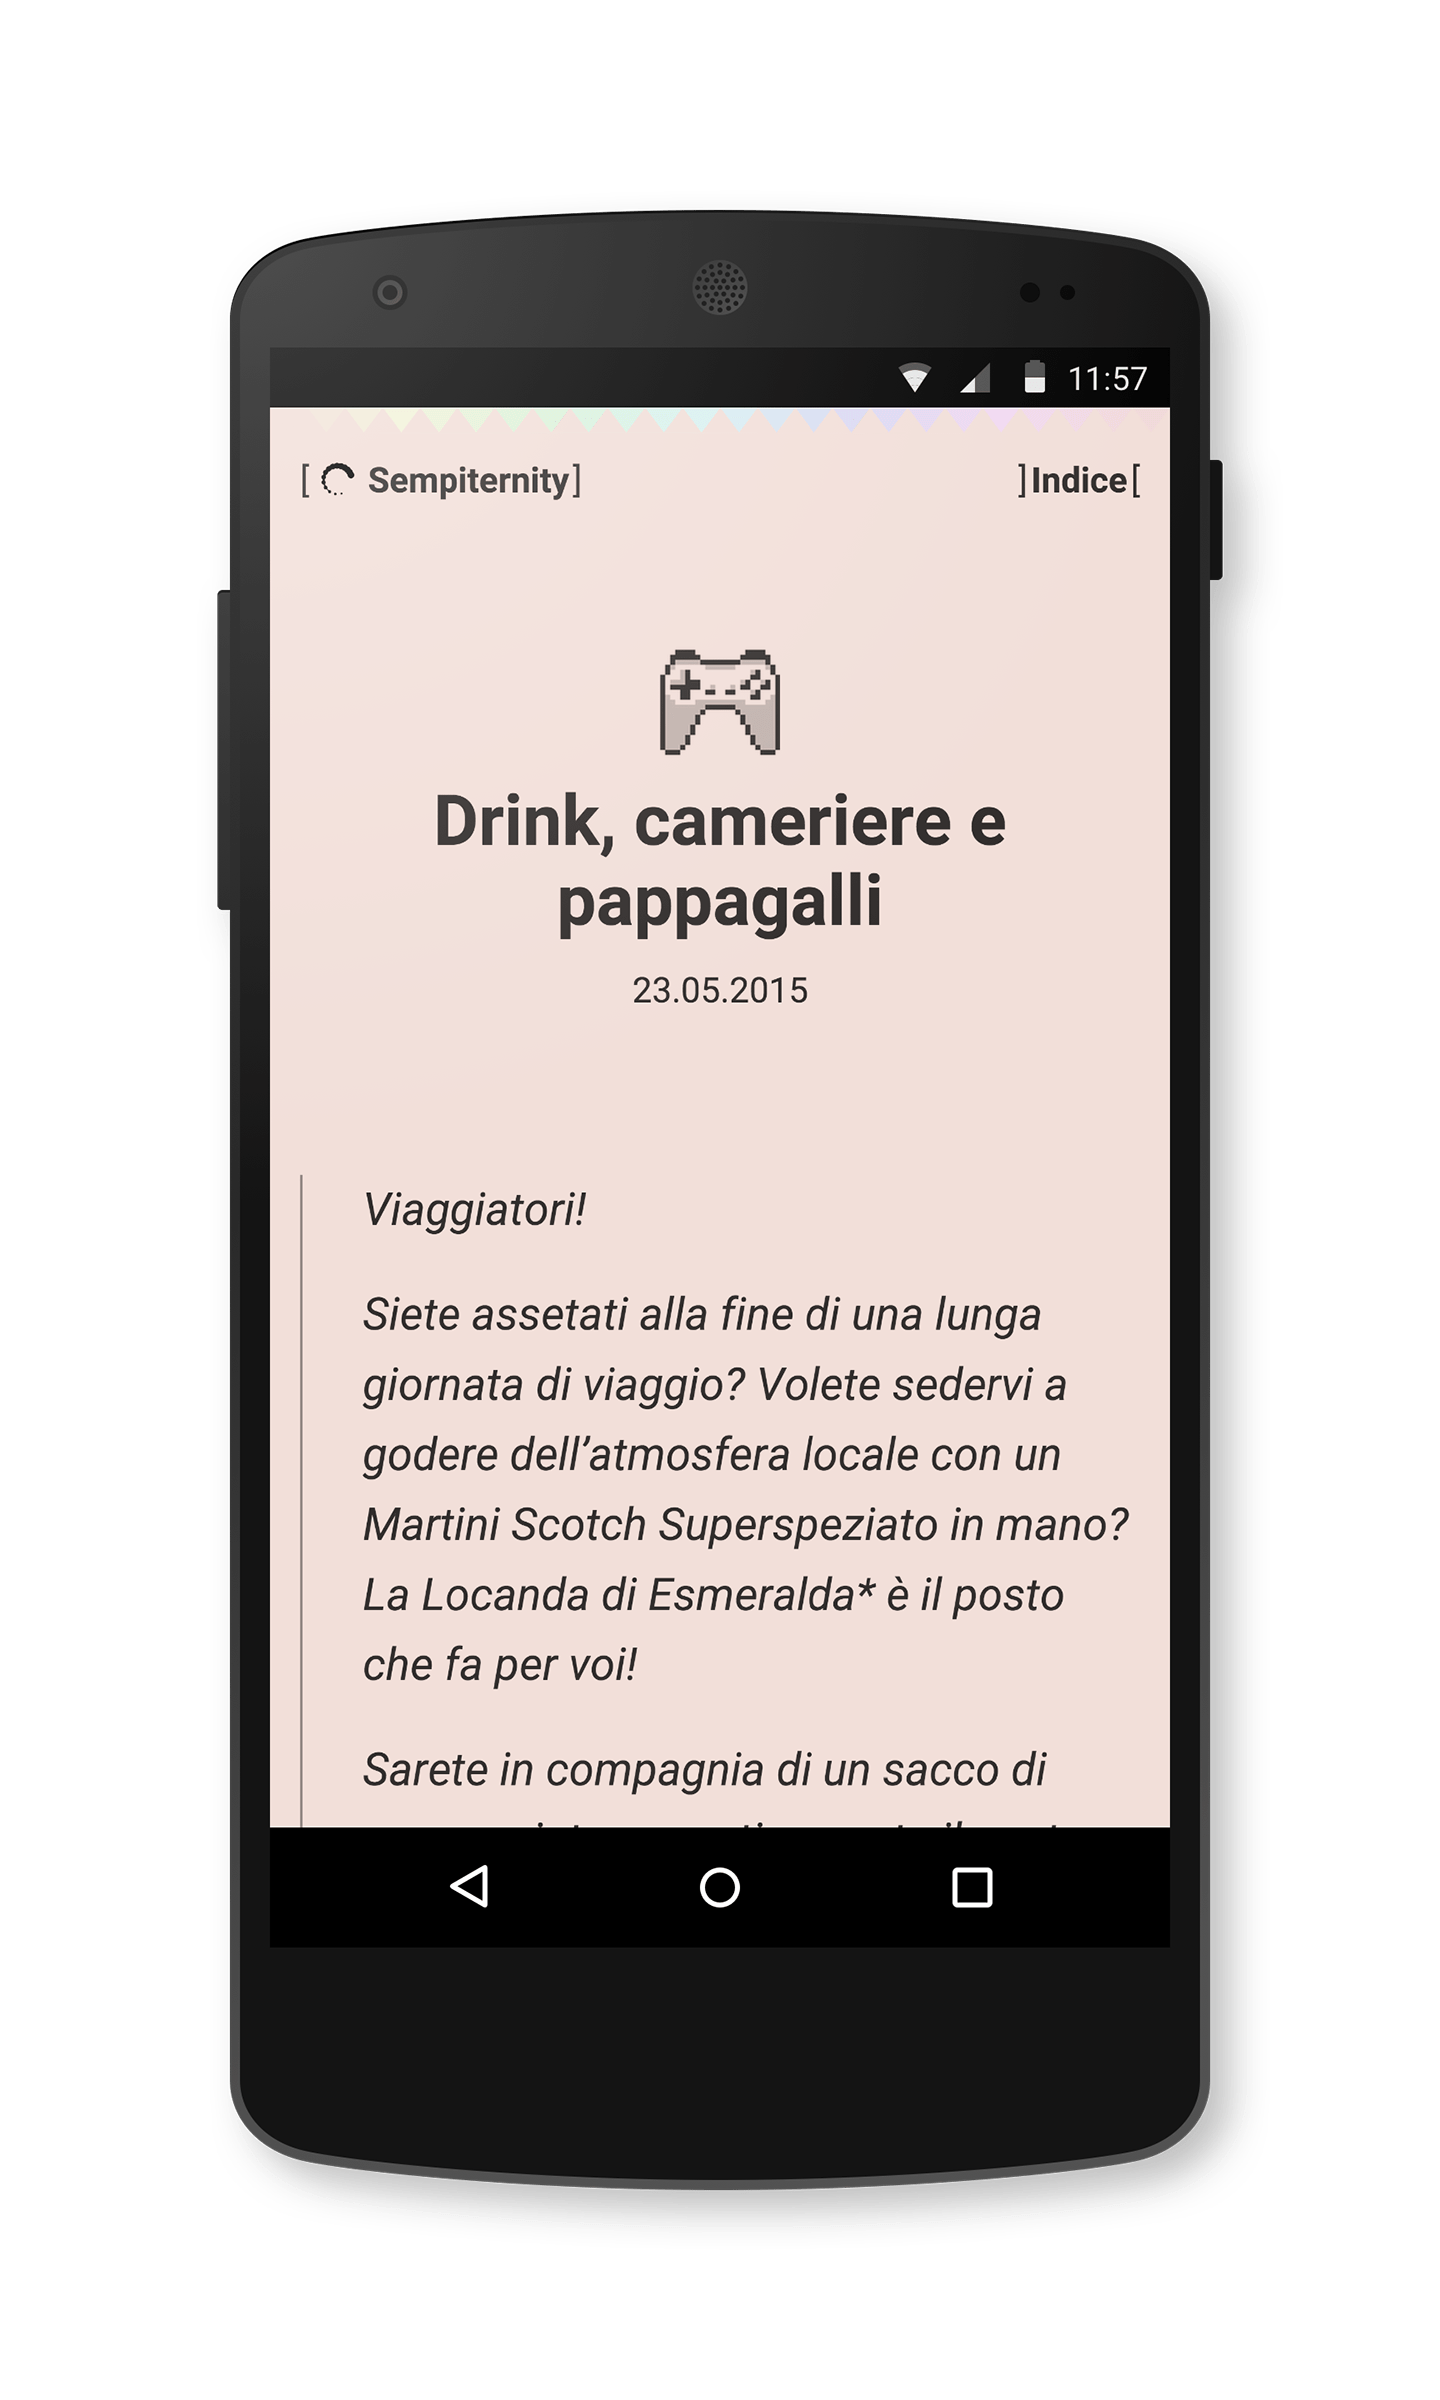 11:57
[ Sempiternity]
]Indice[
Drink, cameriere e
pappagalli
23.05.2015
Viaggiatori!
Siete assetati alla fine di una lunga
giornata di viaggio? Volete sedervi a
godere dell’atmosfera locale con un
Martini Scotch Superspeziato in mano?
La Locanda di Esmeralda* è il posto
che fa per voi!
Sarete in compagnia di un sacco di